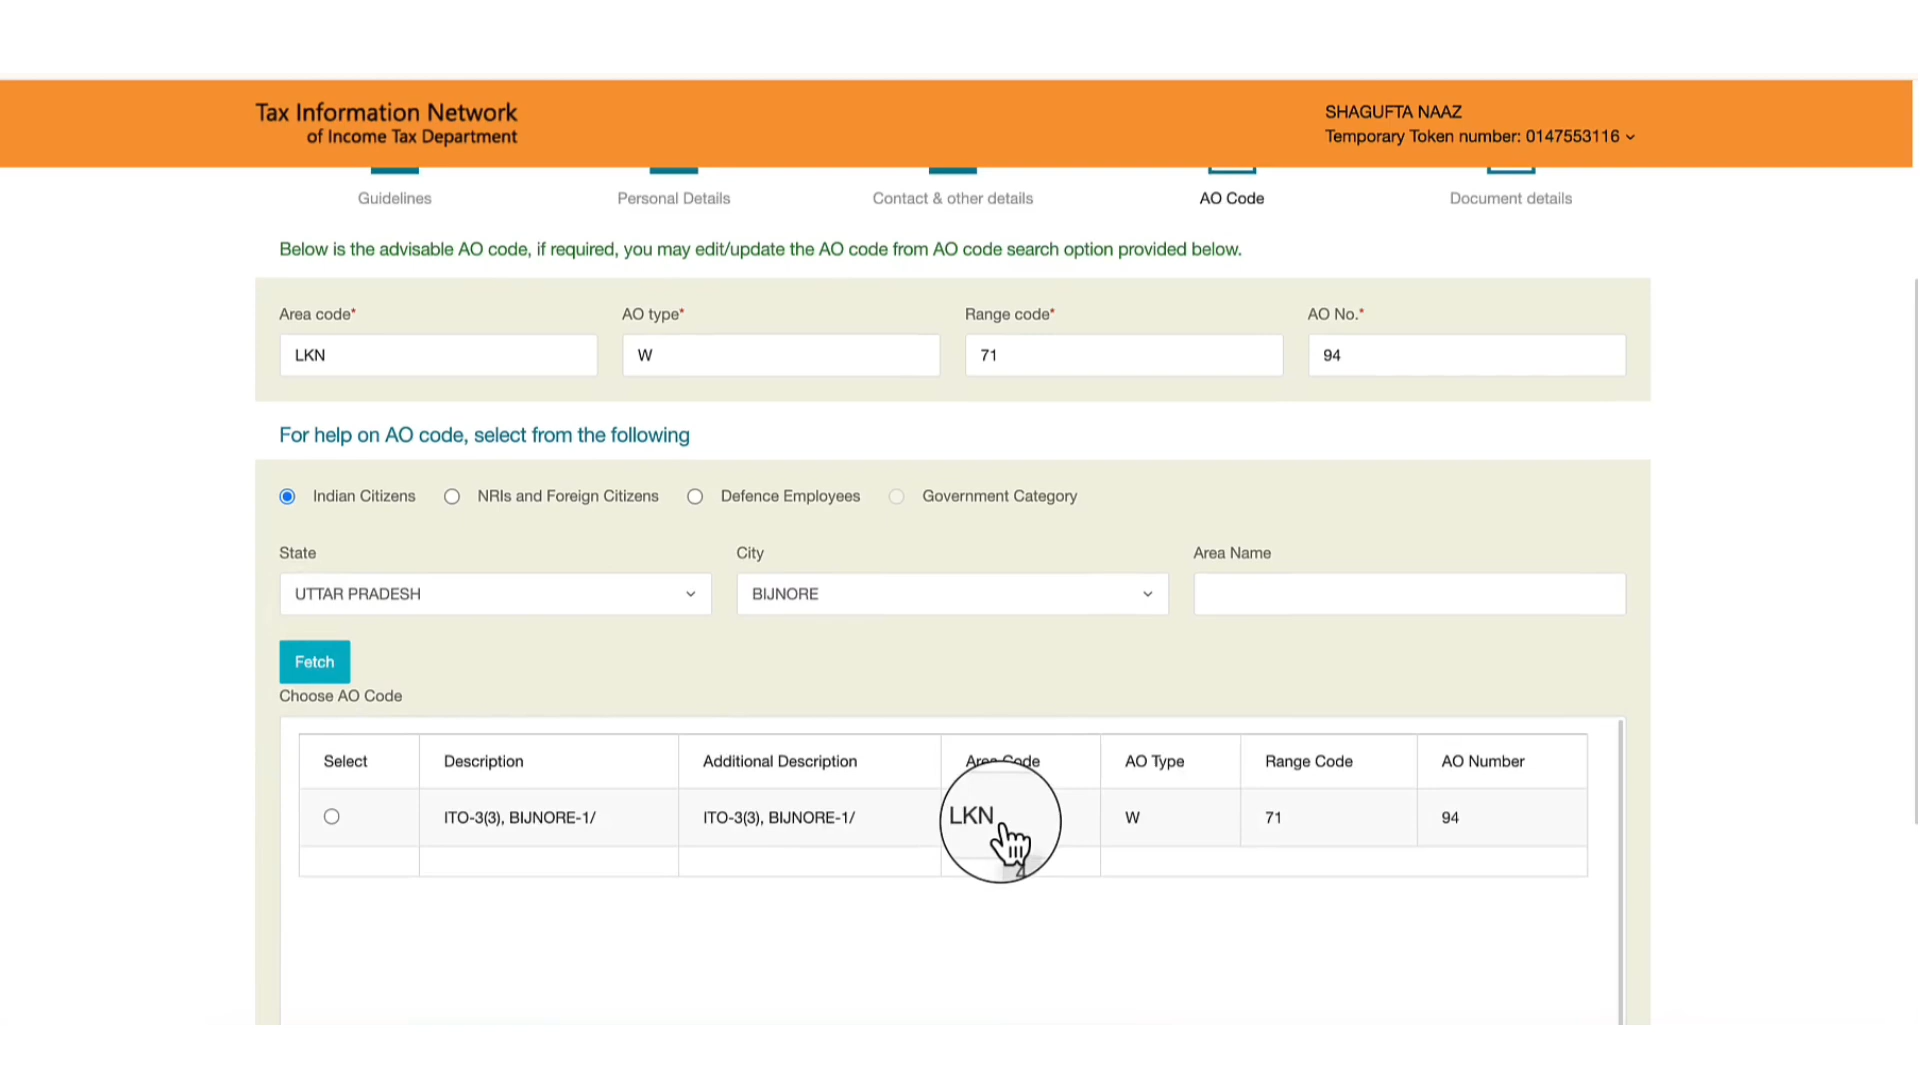 Tax Information Network
of Income Tax Department
SHAGUFTA NAAZ
Temporary Token number: 0147553116
Guidelines
Personal Details
Contact & other details
AO Code
Document details
Below is the advisable AO code, if required, you may edit/update the AO code from AO code search option provided below.
Area code*
AO type*
Range code*
AO No.*
LKN
W
71
94
For help on AO code, select from the following
Indian Citizens
NRIs and Foreign Citizens
Defence Employees
Government Category
State
City
Area Name
UTTAR PRADESH
BIJNORE
Fetch
Choose AO Code
Select
Description
Additional Description
Area Code
AO Type
Range Code
AO Number
ITO-3(3), BIJNORE-1/
ITO-3(3), BIJNORE-1/
LKN
W
71
94